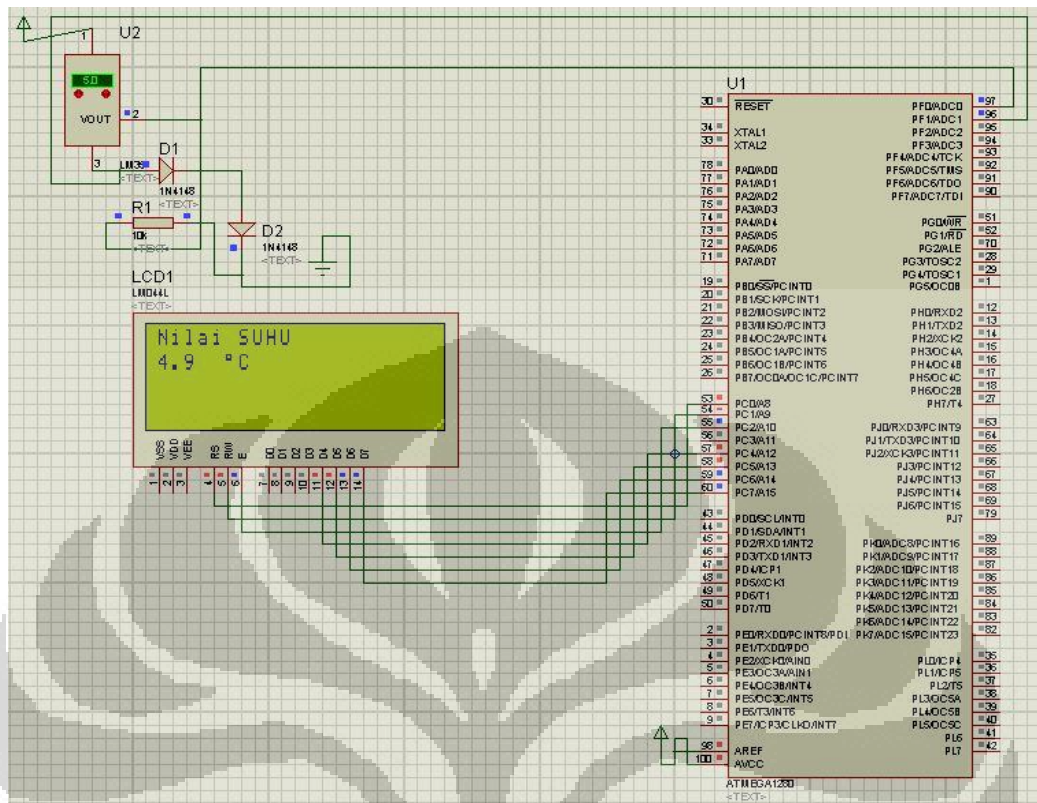 U2
1
5.0
VOUT
2
3
D1
1N4148
<TEXT>
<TEXT>
R1
10k
<TEXT>
D2
1N4148
<TEXT>
LCD1
LM044L
<TEXT>
Nilai SUHU
4.9 °C
VSS
VDD
VEE
RS
RW
E
D0
D1
D2
D3
D4
D5
D6
D7
1
2
3
4
5
6
7
8
9
10
11
12
13
14
U1
30 RESET
34 XTAL1
33 XTAL2
78 PA0/AD0
77 PA1/AD1
76 PA2/AD2
75 PA3/AD3
74 PA4/AD4
73 PA5/AD5
72 PA6/AD6
71 PA7/AD7
19 PB0/SS/PCINT0
20 PB1/SCK/PCINT1
21 PB2/MOSI/PCINT2
22 PB3/MISO/PCINT3
23 PB4/OC2A/PCINT4
24 PB5/OC1A/PCINT5
25 PB6/OC1B/PCINT6
26 PB7/OC0A/OC1C/PCINT7
53 PC0/A8
54 PC1/A9
55 PC2/A10
56 PC3/A11
57 PC4/A12
58 PC5/A13
59 PC6/A14
60 PC7/A15
43 PD0/SCL/INT0
44 PD1/SDA/INT1
45 PD2/RXD1/INT2
46 PD3/TXD1/INT3
47 PD4/ICP1
48 PD5/XCK1
49 PD6/T1
50 PD7/T0
2 PE0/RXD0/PCINT8/PDI
3 PE1/TXD0/PDO
4 PE2/XCK0/AIN0
5 PE3/OC3A/AIN1
6 PE4/OC3B/INT4
7 PE5/OC3C/INT5
8 PE6/T3/INT6
9 PE7/ICP3/CLKO/INT7
98 AREF
100 AVCC
PF0/ADC0 97
PF1/ADC1 96
PF2/ADC2 95
PF3/ADC3 94
PF4/ADC4/TCK 93
PF5/ADC5/TMS 92
PF6/ADC6/TDO 91
PF7/ADC7/TDI 90
PG0/WR 51
PG1/RD 52
PG2/ALE 70
PG3/TOSC2 28
PG4/TOSC1 29
PG5/OC0B 1
PH0/RXD2 12
PH1/TXD2 13
PH2/XCK2 14
PH3/OC4A 15
PH4/OC4B 16
PH5/OC4C 17
PH6/OC2B 18
PH7/T4 27
PJ0/RXD3/PCINT9 63
PJ1/TXD3/PCINT10 64
PJ2/XCK3/PCINT11 65
PJ3/PCINT12 66
PJ4/PCINT13 67
PJ5/PCINT14 68
PJ6/PCINT15 69
PJ7 79
PK0/ADC8/PCINT16 89
PK1/ADC9/PCINT17 88
PK2/ADC10/PCINT18 87
PK3/ADC11/PCINT19 86
PK4/ADC12/PCINT20 85
PK5/ADC13/PCINT21 84
PK6/ADC14/PCINT22 83
PK7/ADC15/PCINT23 82
PL0/ICP4 35
PL1/ICP5 36
PL2/T5 37
PL3/OC5A 38
PL4/OC5B 39
PL5/OC5C 40
PL6 41
PL7 42
ATMEGA1280
<TEXT>